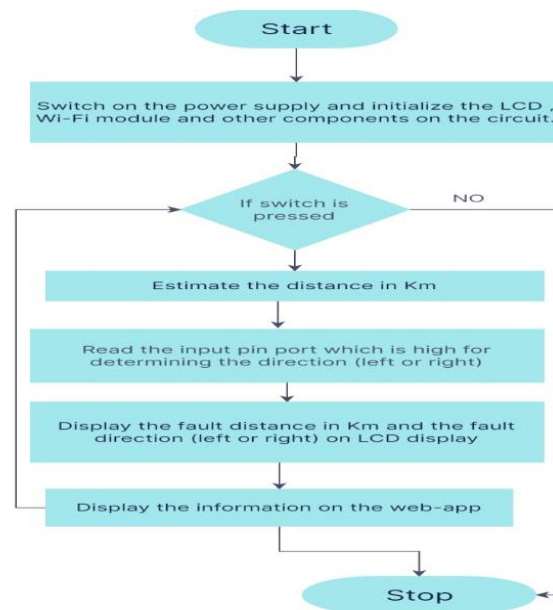 Start
Switch on the power supply and initialize the LCD ,
Wi-Fi module and other components on the circuit.
If switch is
pressed
NO
Estimate the distance in Km
Read the input pin port which is high for
determining the direction (left or right)
Display the fault distance in Km and the fault
direction (left or right) on LCD display
Display the information on the web-app
Stop